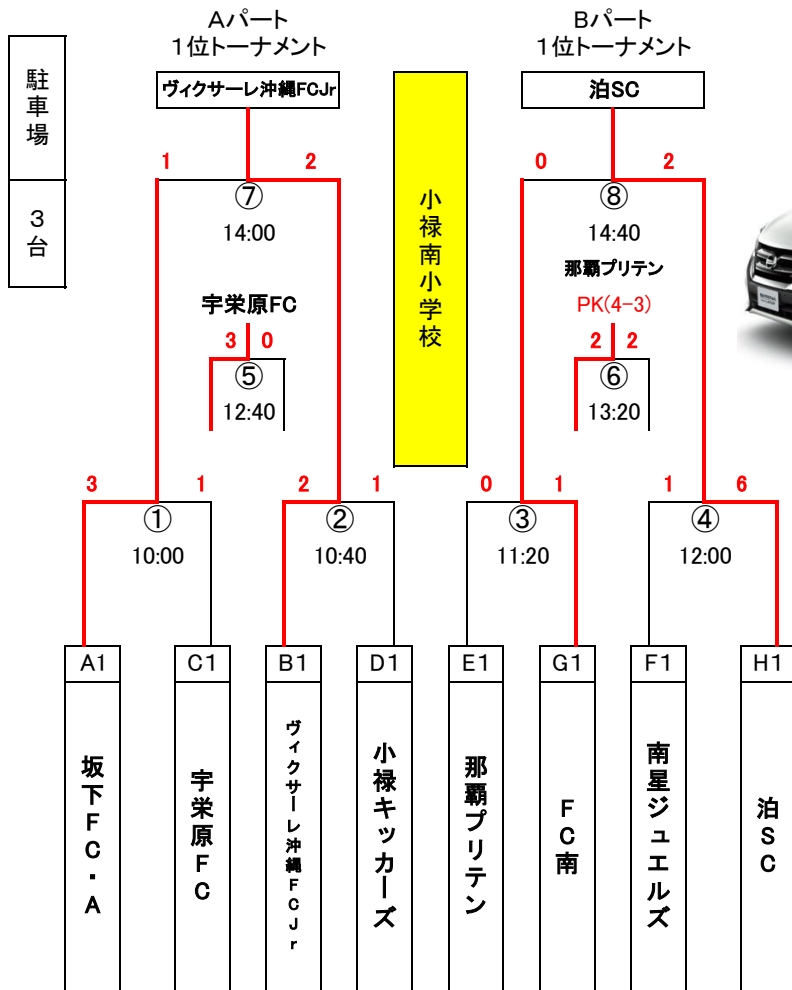 Aパート
1位トーナメント
Bパート
1位トーナメント
駐車場
3台
ヴィクサーレ沖縄FCJr
泊SC
小禄南小学校
1
2
⑦
14:00
0
2
⑧
14:40
宇栄原FC
3
0
⑤
12:40
那覇プリテン
PK(4-3)
2
2
⑥
13:20
3
1
①
10:00
2
1
②
10:40
0
1
③
11:20
1
6
④
12:00
A1
C1
B1
D1
E1
G1
F1
H1
坂下FC・A
宇栄原FC
ヴィクサーレ沖縄FCJr
小禄キッカーズ
那覇プリテン
FC南
南星ジュエルズ
泊SC